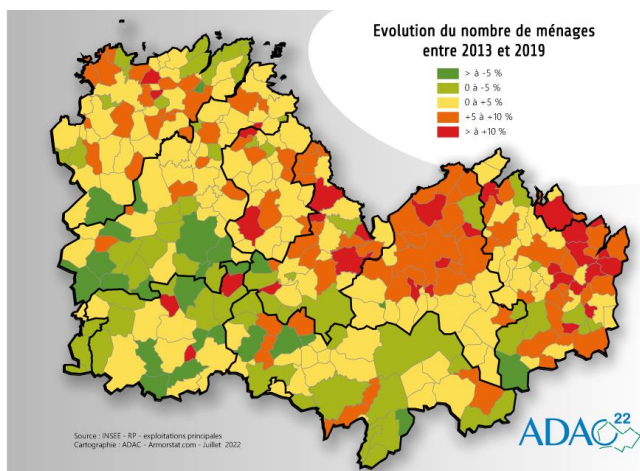 Evolution du nombre de ménages
entre 2013 et 2019
> à -5 %
0 à -5 %
0 à +5 %
+5 à +10 %
> à +10 %
Source : INSEE - RP - exploitations principales
Cartographie : ADAC - Armorstat.com - Juillet 2022
ADAC 22